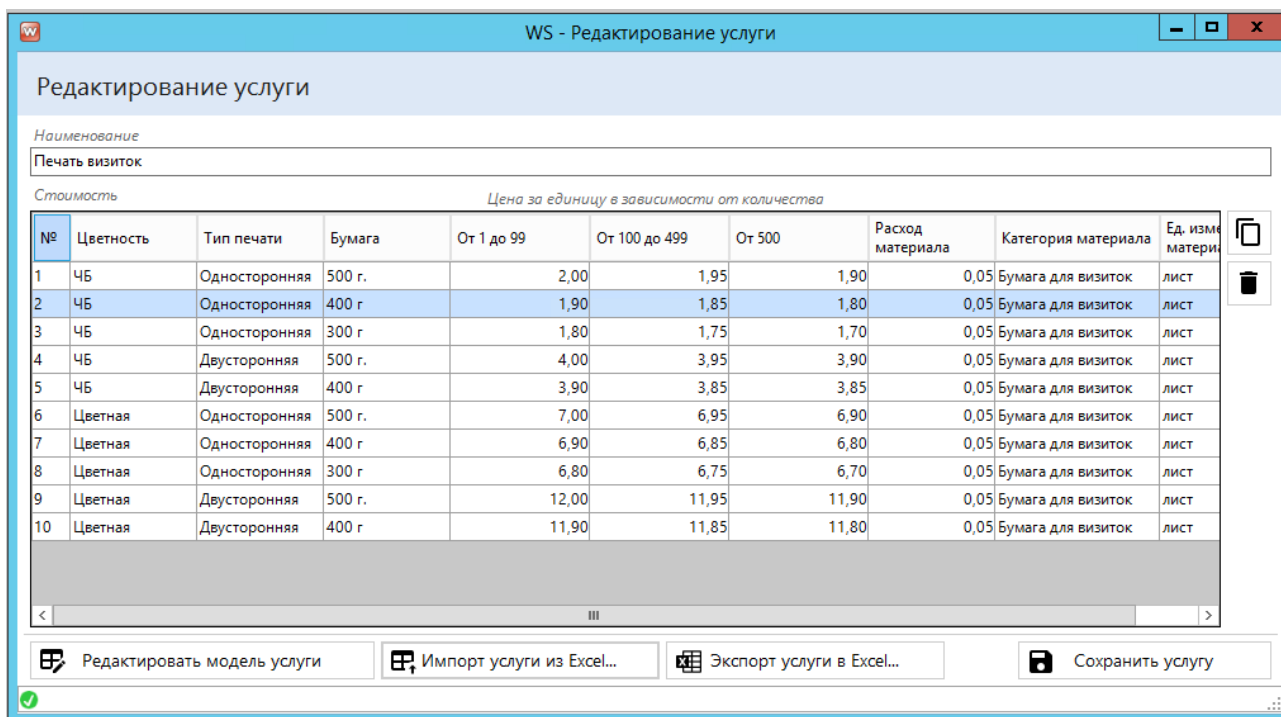 WS - Редактирование услуги
Редактирование услуги
Наименование
Печать визиток
Стоимость Цена за единицу в зависимости от количества
№ Цветность Тип печати Бумага От 1 до 99 От 100 до 499 От 500 Расход материала Категория материала Ед. изме материа
1 ЧБ Односторонняя 500 г. 2,00 1,95 1,90 0,05 Бумага для визиток лист
2 ЧБ Односторонняя 400 г 1,90 1,85 1,80 0,05 Бумага для визиток лист
3 ЧБ Односторонняя 300 г 1,80 1,75 1,70 0,05 Бумага для визиток лист
4 ЧБ Двусторонняя 500 г. 4,00 3,95 3,90 0,05 Бумага для визиток лист
5 ЧБ Двусторонняя 400 г 3,90 3,85 3,85 0,05 Бумага для визиток лист
6 Цветная Односторонняя 500 г. 7,00 6,95 6,90 0,05 Бумага для визиток лист
7 Цветная Односторонняя 400 г 6,90 6,85 6,80 0,05 Бумага для визиток лист
8 Цветная Односторонняя 300 г 6,80 6,75 6,70 0,05 Бумага для визиток лист
9 Цветная Двусторонняя 500 г. 12,00 11,95 11,90 0,05 Бумага для визиток лист
10 Цветная Двусторонняя 400 г 11,90 11,85 11,80 0,05 Бумага для визиток лист
Редактировать модель услуги Импорт услуги из Excel... Экспорт услуги в Excel... Сохранить услугу